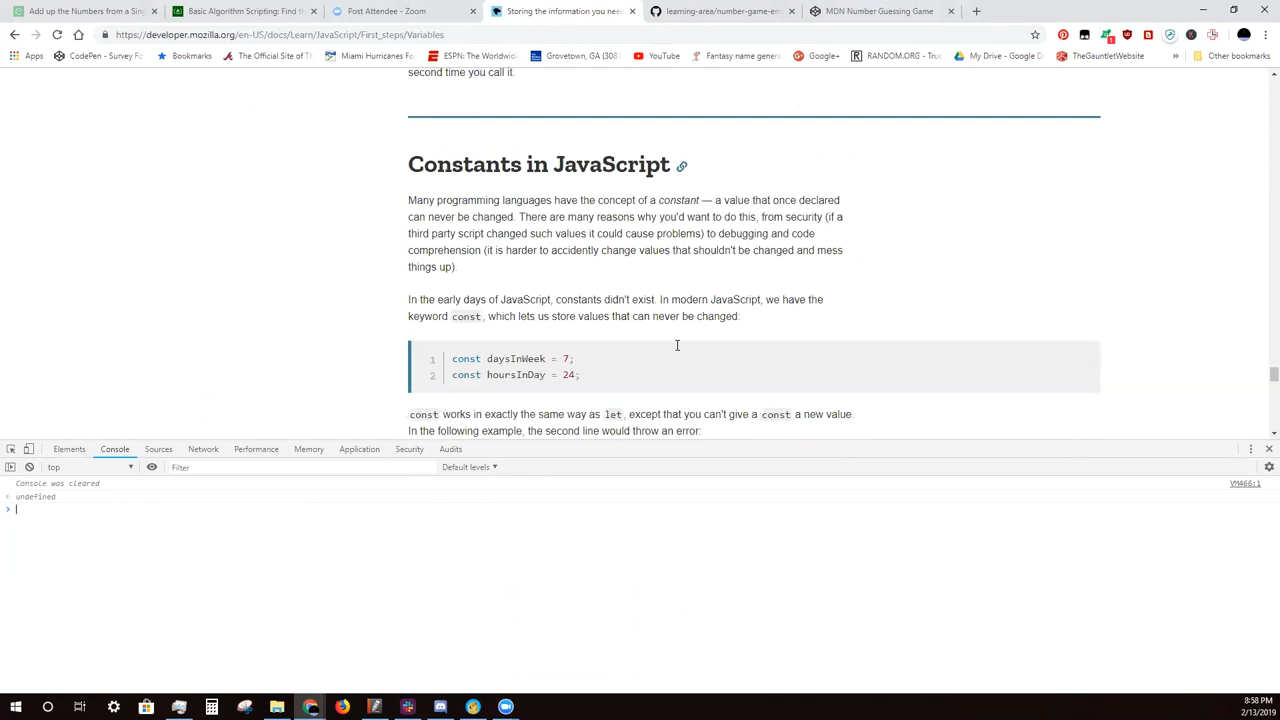 Add up the Numbers from a Sin
Basic Algorithm Scripting: Find th
Post Attendee - Zoom
Storing the information you nee
learning-area/number-game-err
MDN Number Guessing Game
https://developer.mozilla.org/en-US/docs/Learn/JavaScript/First_steps/Variables
Apps
CodePen - Survey Fo
Bookmarks
The Official Site of T
Miami Hurricanes Fet
ESPN: The Worldwid
Grovetown, GA (3081
YouTube
Fantasy name gener
Google+
RANDOM.ORG - True
My Drive - Google D
TheGauntletWebsite
»
Other bookmarks
second time you call it.
Constants in JavaScript
Many programming languages have the concept of a constant — a value that once declared
can never be changed. There are many reasons why you'd want to do this, from security (if a
third party script changed such values it could cause problems) to debugging and code
comprehension (it is harder to accidently change values that shouldn't be changed and mess
things up).
In the early days of JavaScript, constants didn't exist. In modern JavaScript, we have the
keyword const, which lets us store values that can never be changed:
1 const daysInWeek = 7;
2 const hoursInDay = 24;
const works in exactly the same way as let, except that you can't give a const a new value.
In the following example, the second line would throw an error:
Elements Console Sources Network Performance Memory Application Security Audits
top Filter Default levels
Console was cleared VM466:1
undefined
8:58 PM
2/13/2019